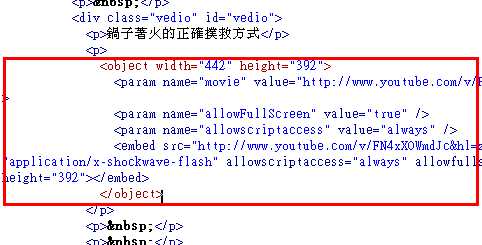 <p>&nbsp;</p>
<div class="vedio" id="vedio">
<p>鍋子著火的正確撲救方式</p>
<p>
<object width="442" height="392">
<param name="movie" value="http://www.youtube.com/v/F
>
<param name="allowFullScreen" value="true" />
<param name="allowscriptaccess" value="always" />
<embed src="http://www.youtube.com/v/FN4xXOWmdJc&hl=z
"application/x-shockwave-flash" allowscriptaccess="always" allowfulls
height="392"></embed>
</object>
</p>
<p>&nbsp;</p>
<p>&nbsp;</p>